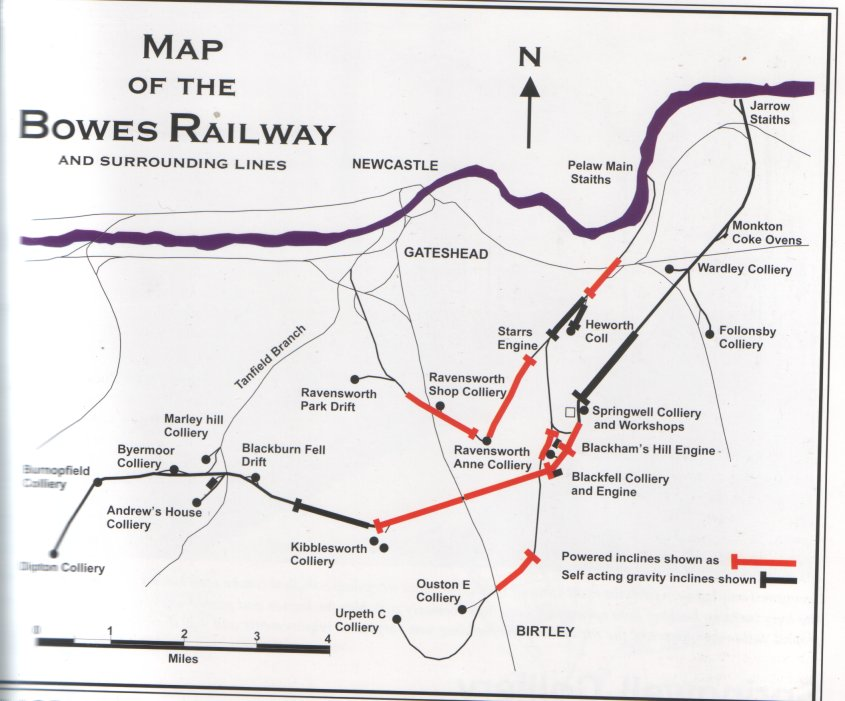 MAP
OF THE
BOWES RAILWAY
AND SURROUNDING LINES
N
Jarrow
Staiths
NEWCASTLE
Pelaw Main
Staiths
Monkton
Coke Ovens
GATESHEAD
Wardley Colliery
Starrs
Engine
Heworth
Coll
Follonsby
Colliery
Tanfield Branch
Ravensworth
Park Drift
Ravensworth
Shop Colliery
Springwell Colliery
and Workshops
Marley hill
Colliery
Ravensworth
Anne Colliery
Blackham's Hill Engine
Byermoor
Colliery
Blackburn Fell
Drift
Burnopfield
Colliery
Blackfell Colliery
and Engine
Andrew's House
Colliery
Kibblesworth
Colliery
Dipton Colliery
Powered inclines shown as
Self acting gravity inclines shown
Ouston E
Colliery
Urpeth C
Colliery
BIRTLEY
0 1 2 3 4
Miles